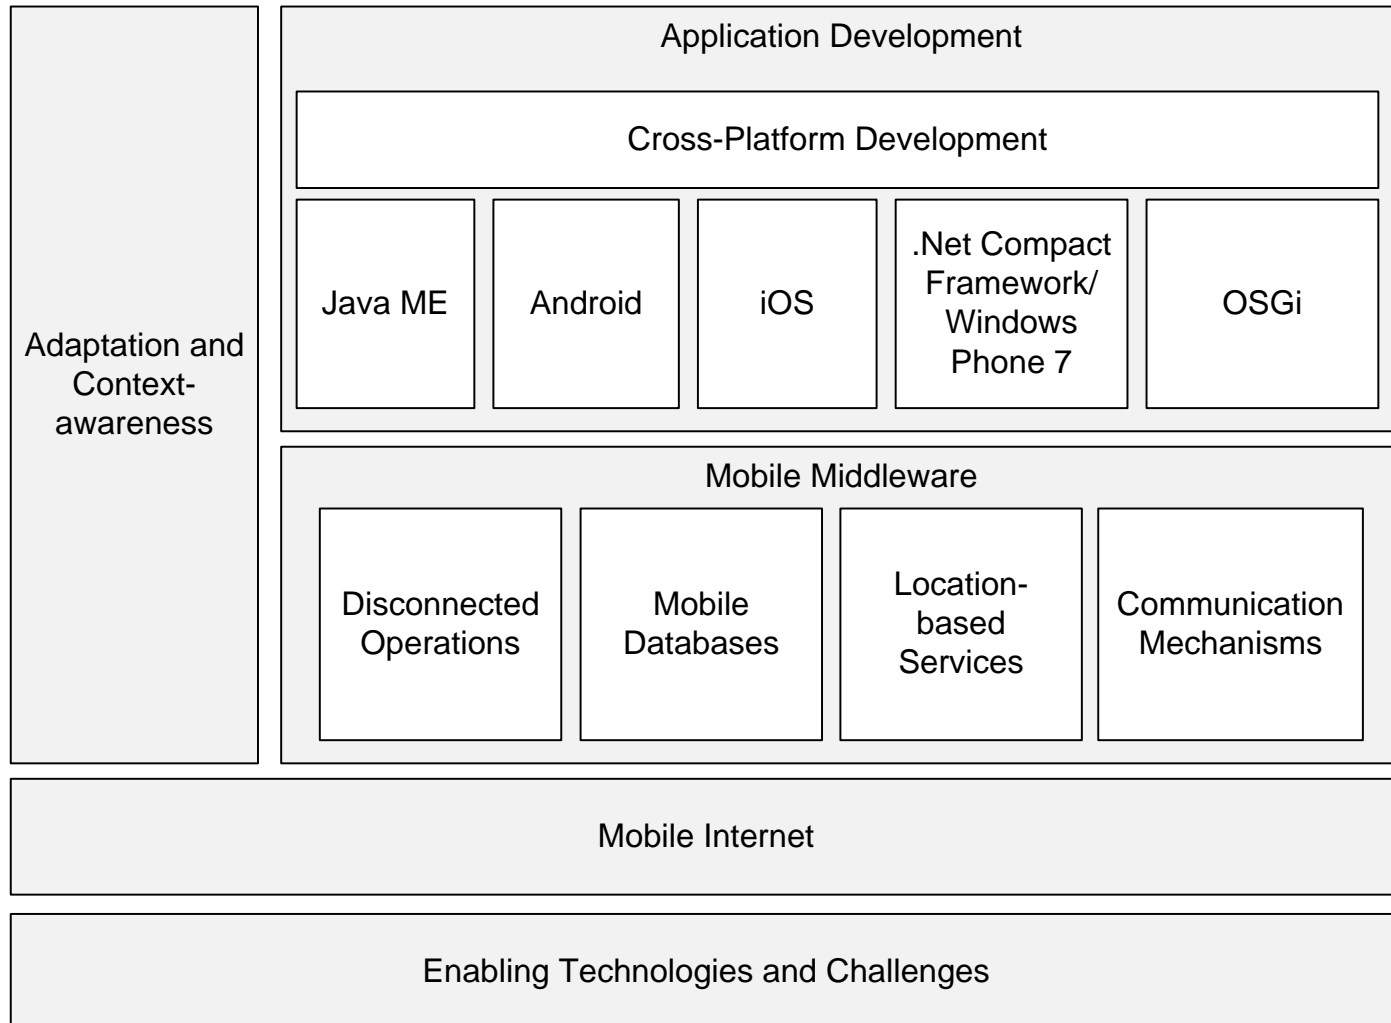 Application Development
Cross-Platform Development
Java ME
Android
iOS
.Net Compact
Framework/
Windows
Phone 7
OSGi
Adaptation and
Context-
awareness
Mobile Middleware
Disconnected
Operations
Mobile
Databases
Location-
based
Services
Communication
Mechanisms
Mobile Internet
Enabling Technologies and Challenges